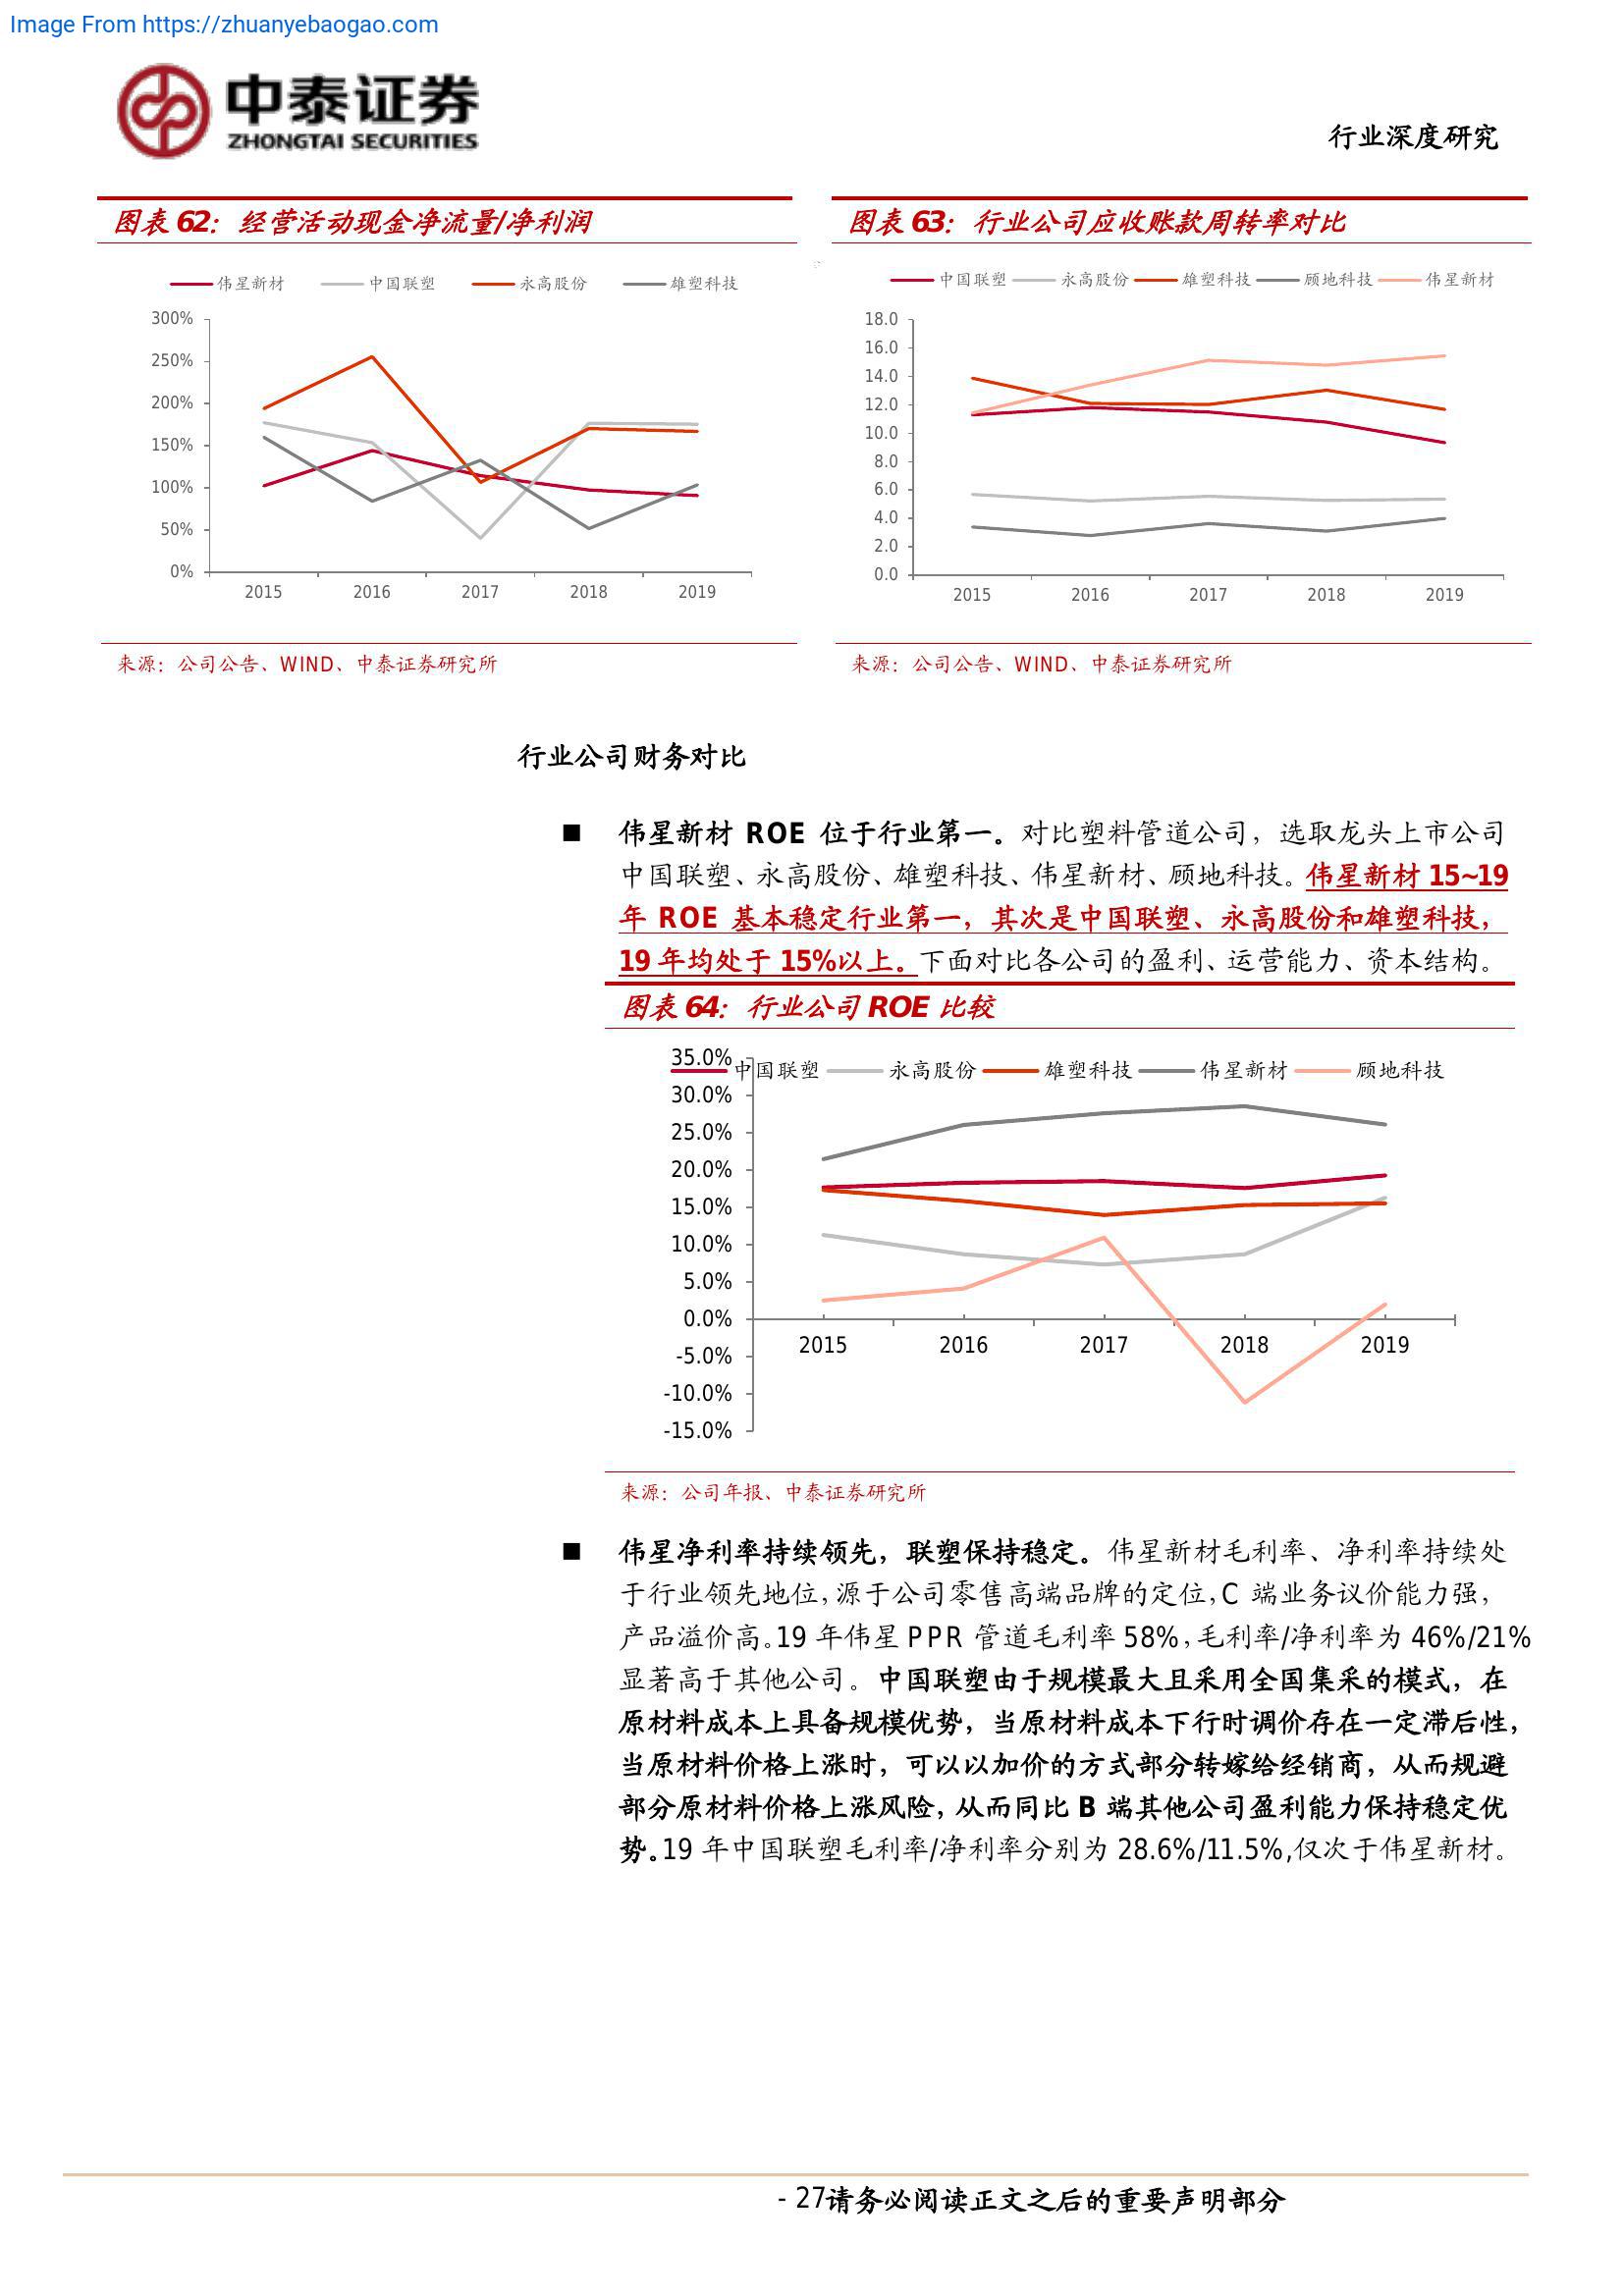 Image From https://zhuanyebaogao.com
中泰证券
ZHONGTAI SECURITIES
行业深度研究
图表 62：经营活动现金净流量/净利润
伟星新材 中国联塑 永高股份 雄塑科技
300%
250%
200%
150%
100%
50%
0%
2015 2016 2017 2018 2019
来源：公司公告、WIND、中泰证券研究所
图表 63：行业公司应收账款周转率对比
中国联塑 永高股份 雄塑科技 顾地科技 伟星新材
18.0
16.0
14.0
12.0
10.0
8.0
6.0
4.0
2.0
0.0
2015 2016 2017 2018 2019
来源：公司公告、WIND、中泰证券研究所
行业公司财务对比
■ 伟星新材 ROE 位于行业第一。对比塑料管道公司，选取龙头上市公司
中国联塑、永高股份、雄塑科技、伟星新材、顾地科技。伟星新材 15~19
年 ROE 基本稳定行业第一，其次是中国联塑、永高股份和雄塑科技，
19 年均处于 15%以上。下面对比各公司的盈利、运营能力、资本结构。
图表 64：行业公司 ROE 比较
中国联塑 永高股份 雄塑科技 伟星新材 顾地科技
35.0%
30.0%
25.0%
20.0%
15.0%
10.0%
5.0%
0.0%
-5.0%
-10.0%
-15.0%
2015 2016 2017 2018 2019
来源：公司年报、中泰证券研究所
■ 伟星净利率持续领先，联塑保持稳定。伟星新材毛利率、净利率持续处
于行业领先地位，源于公司零售高端品牌的定位，C 端业务议价能力强，
产品溢价高。19 年伟星 PPR 管道毛利率 58%，毛利率/净利率为 46%/21%
显著高于其他公司。中国联塑由于规模最大且采用全国集采的模式，在
原材料成本上具备规模优势，当原材料成本下行时调价存在一定滞后性，
当原材料价格上涨时，可以以加价的方式部分转嫁给经销商，从而规避
部分原材料价格上涨风险，从而同比 B 端其他公司盈利能力保持稳定优
势。19 年中国联塑毛利率/净利率分别为 28.6%/11.5%,仅次于伟星新材。
- 27请务必阅读正文之后的重要声明部分